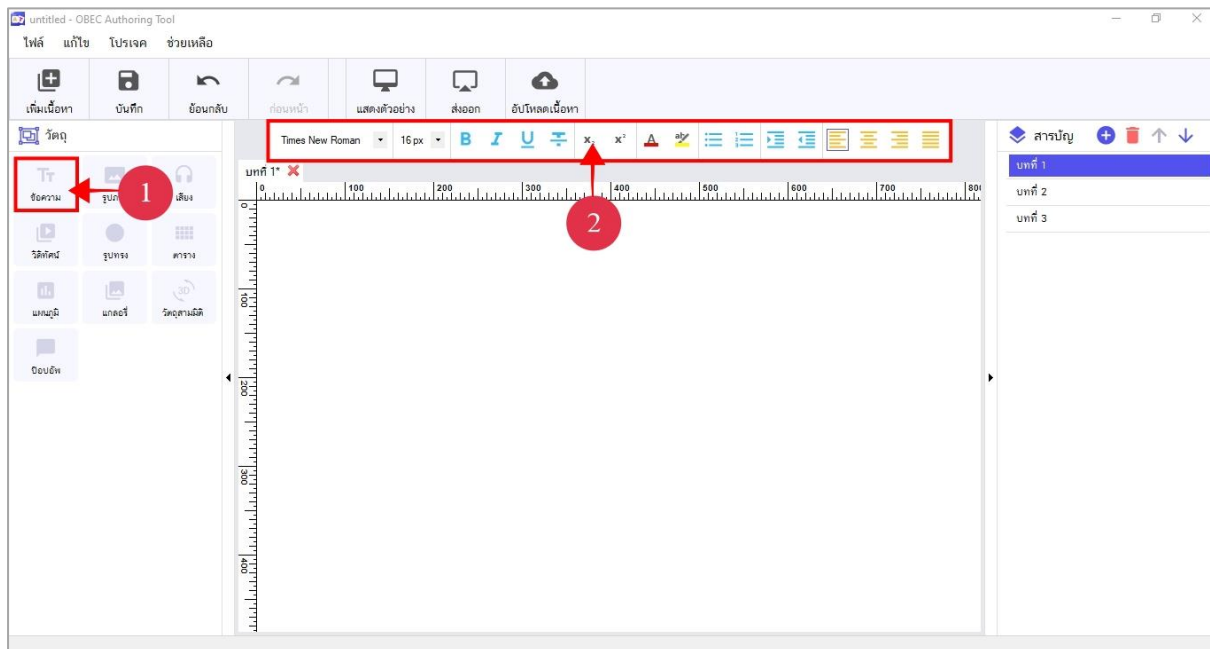 untitled - OBEC Authoring Tool
ไฟล์ แก้ไข โปรเจค ช่วยเหลือ
เพิ่มเนื้อหา บันทึก ย้อนกลับ ก่อนหน้า แสดงตัวอย่าง ส่งออก อัปโหลดเนื้อหา
วัตถุ
Times New Roman 16 px B I U x₂ x² A ab
สารบัญ
บทที่ 1*
บทที่ 1
บทที่ 2
บทที่ 3
0 100 200 300 400 500 600 700 80
0
100
200
300
400
Tт
ข้อความ เสียง
1
2
วีดิทัศน์ รูปทรง ตาราง
3D
แผนภูมิ แกลอรี่ วัตถุสามมิติ
ป๊อปอัพ